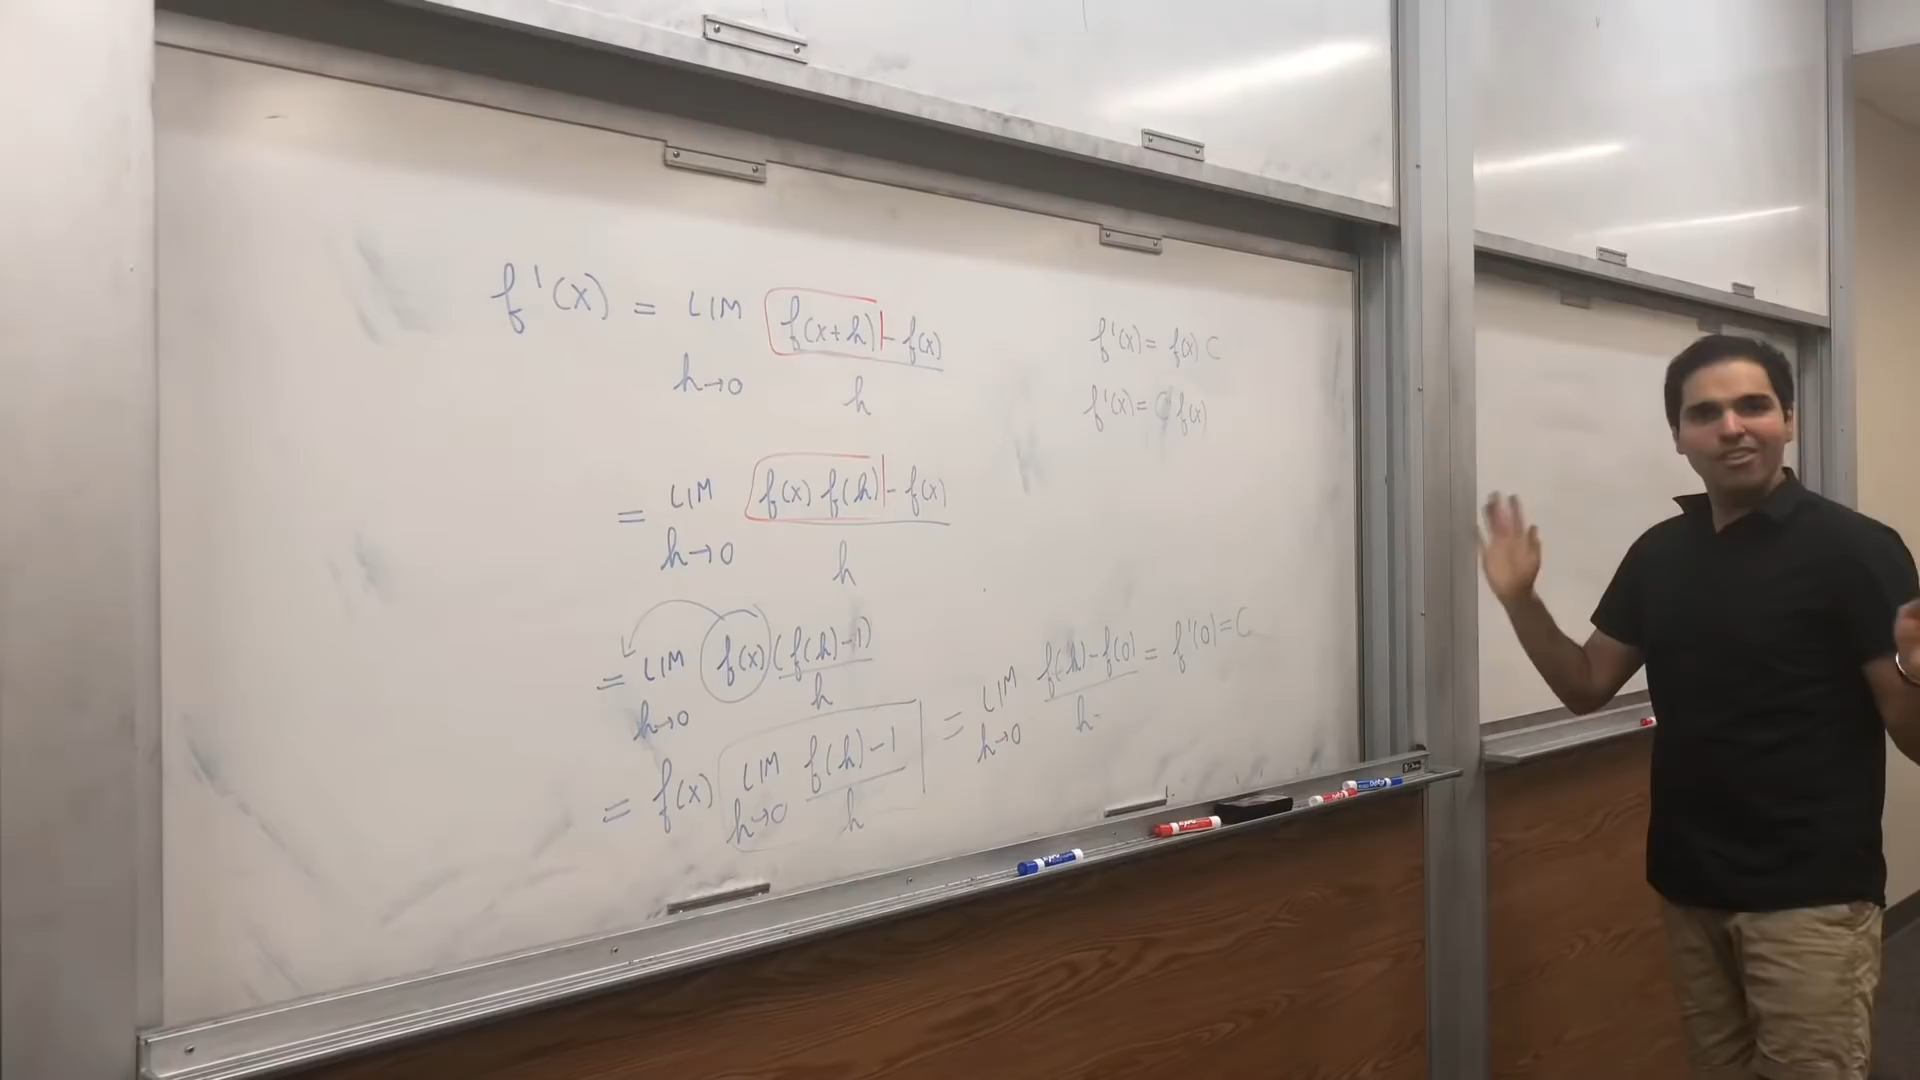 f'(x) = LIM h→0 f(x+h) - f(x) / h
= LIM h→0 f(x) f(h) - f(x) / h
= LIM h→0 f(x) (f(h)-1) / h
= f(x) LIM h→0 f(h)-1 / h = LIM h→0 f(h)-f(0) / h = f'(0) = C
f'(x) = f(x) C
f'(x) = C f(x)